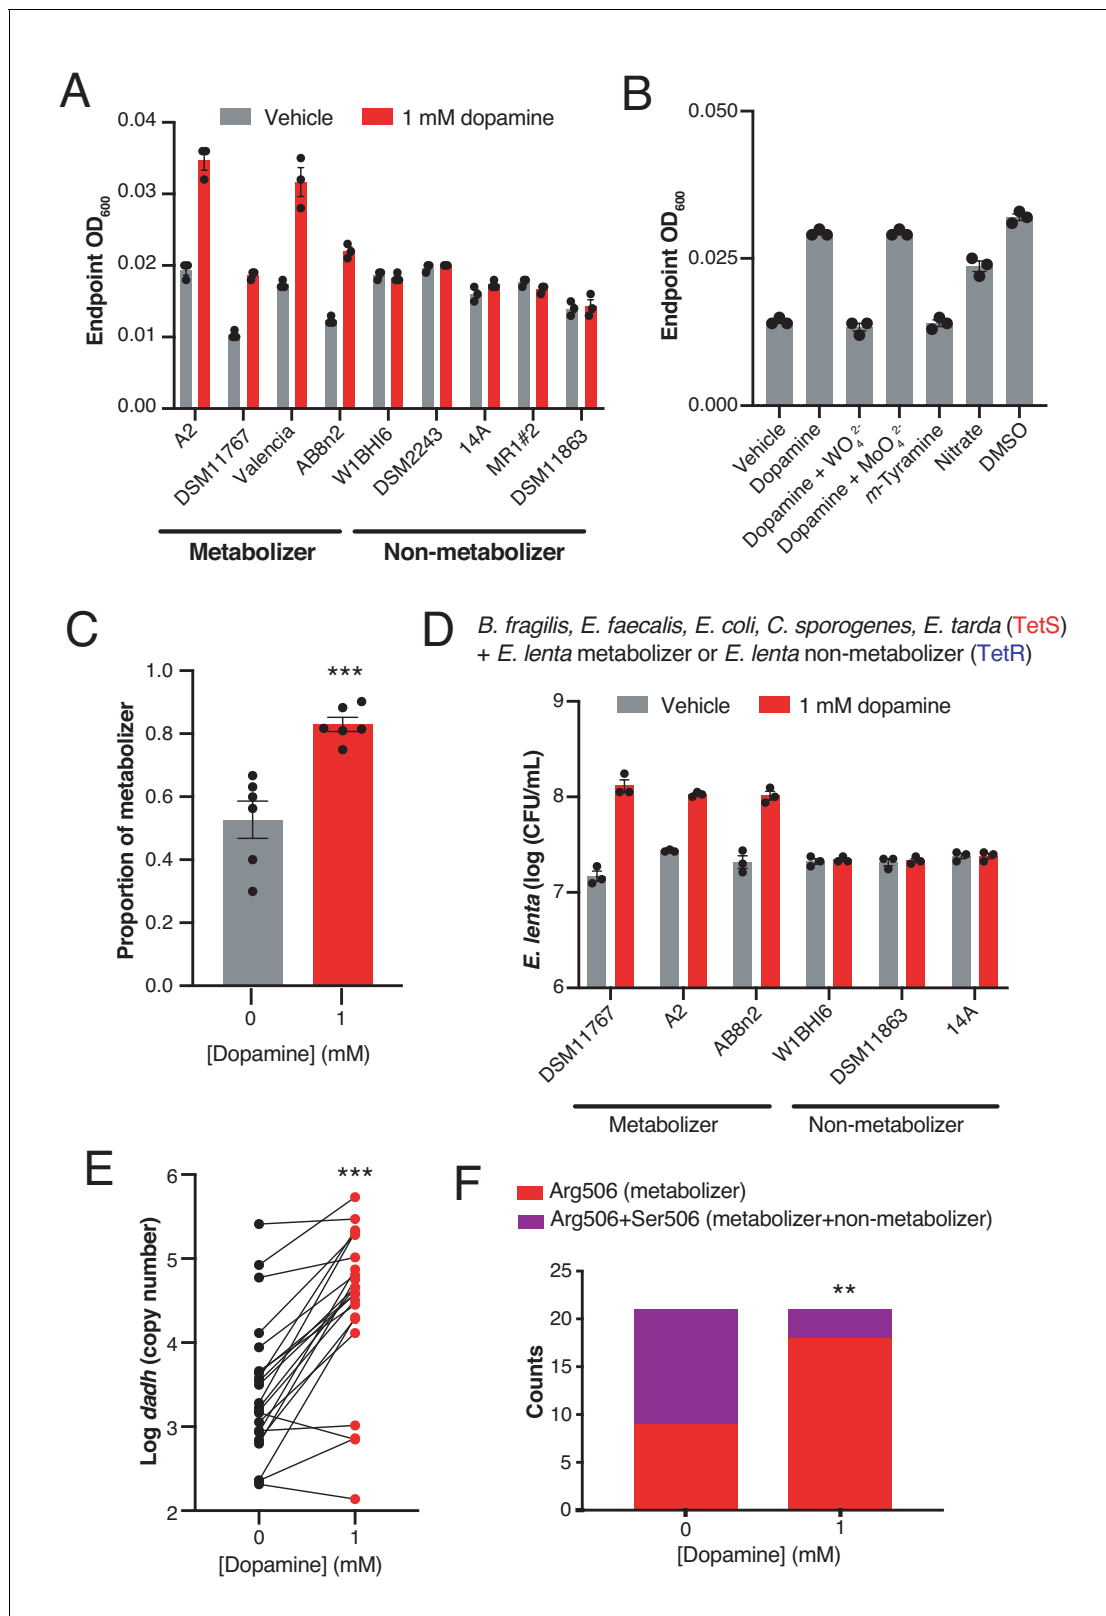 A
Vehicle
1 mM dopamine
Endpoint OD600
0.04
0.03
0.02
0.01
0.00
A2
DSM11767
Valencia
AB8n2
W1BHI6
DSM2243
14A
MR1#2
DSM11863
Metabolizer
Non-metabolizer
B
Endpoint OD600
0.050
0.025
0.000
Vehicle
Dopamine
Dopamine + WO4 2-
Dopamine + MoO4 2-
m-Tyramine
Nitrate
DMSO
C
***
Proportion of metabolizer
1.0
0.8
0.6
0.4
0.2
0.0
0
1
[Dopamine] (mM)
D
B. fragilis, E. faecalis, E. coli, C. sporogenes, E. tarda (TetS)
+ E. lenta metabolizer or E. lenta non-metabolizer (TetR)
Vehicle
1 mM dopamine
E. lenta (log (CFU/mL)
9
8
7
6
DSM11767
A2
AB8n2
W1BHI6
DSM11863
14A
Metabolizer
Non-metabolizer
E
***
Log dadh (copy number)
6
5
4
3
2
0
1
[Dopamine] (mM)
F
Arg506 (metabolizer)
Arg506+Ser506 (metabolizer+non-metabolizer)
**
Counts
25
20
15
10
5
0
0
1
[Dopamine] (mM)